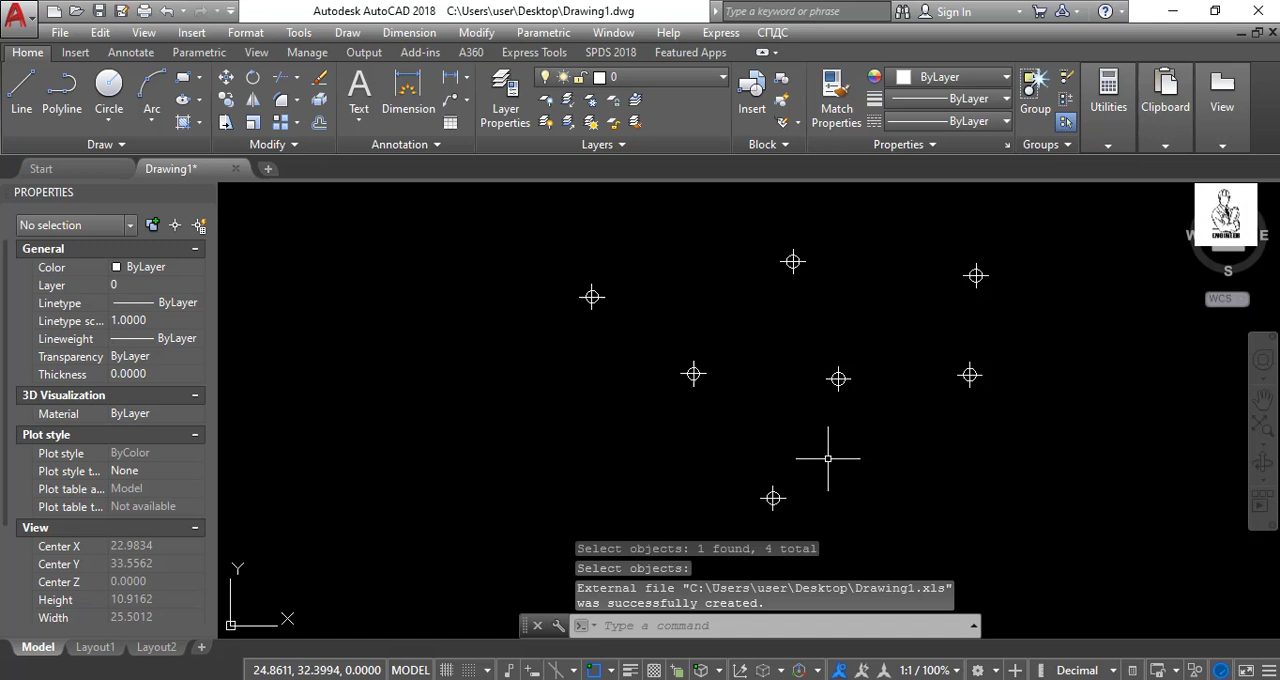 Autodesk AutoCAD 2018 C:\Users\user\Desktop\Drawing1.dwg
Type a keyword or phrase
Sign In
File Edit View Insert Format Tools Draw Dimension Modify Parametric Window Help Express СПДС
Home Insert Annotate Parametric View Manage Output Add-ins A360 Express Tools SPDS 2018 Featured Apps
0
ByLayer
ByLayer
ByLayer
Line Polyline Circle Arc Text Dimension Layer Properties Insert Match Properties Group Utilities Clipboard View
Draw Modify Annotation Layers Block Properties Groups
Start Drawing1* 
PROPERTIES
No selection
General
Color ByLayer
Layer 0
Linetype ByLayer
Linetype sc... 1.0000
Lineweight ByLayer
Transparency ByLayer
Thickness 0.0000
3D Visualization
Material ByLayer
Plot style
Plot style ByColor
Plot style t... None
Plot table a... Model
Plot table t... Not available
View
Center X 22.9834
Center Y 33.5562
Center Z 0.0000
Height 10.9162
Width 25.5012
W E
S
WCS
Y
X
Select objects: 1 found, 4 total
Select objects:
External file "C:\Users\user\Desktop\Drawing1.xls"
was successfully created.
Type a command
Model Layout1 Layout2 +
24.8611, 32.3994, 0.0000 MODEL 1:1 / 100% Decimal